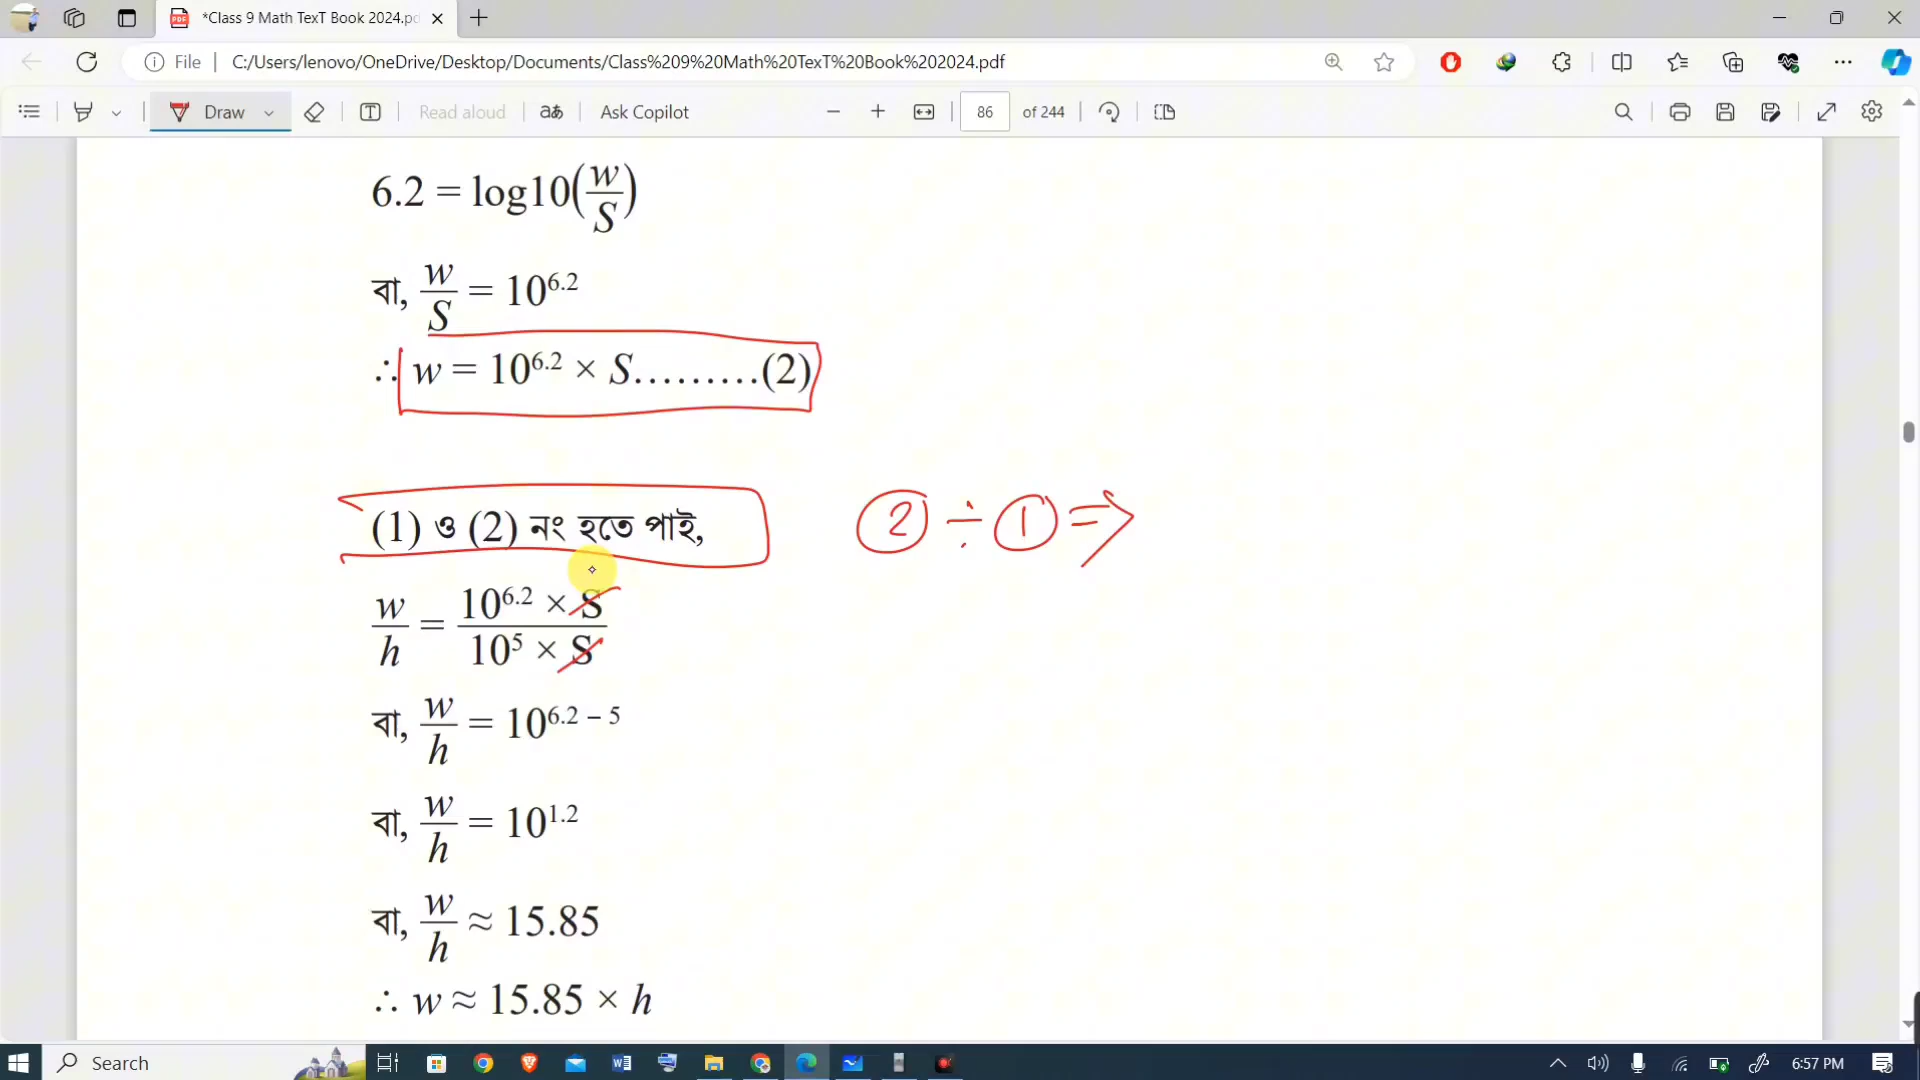 *Class 9 Math TexT Book 2024.pd
File | C:/Users/lenovo/OneDrive/Desktop/Documents/Class%209%20Math%20TexT%20Book%202024.pdf
Draw Read aloud aあ Ask Copilot 86 of 244
6.2 = log10(w/S)
বা, w/S = 10^6.2
∴ w = 10^6.2 × S.........(2)
(1) ও (2) নং হতে পাই, ② ÷ ① ⇒
w/h = 10^6.2 × S / 10^5 × S
বা, w/h = 10^6.2 – 5
বা, w/h = 10^1.2
বা, w/h ≈ 15.85
∴ w ≈ 15.85 × h
Search 6:57 PM